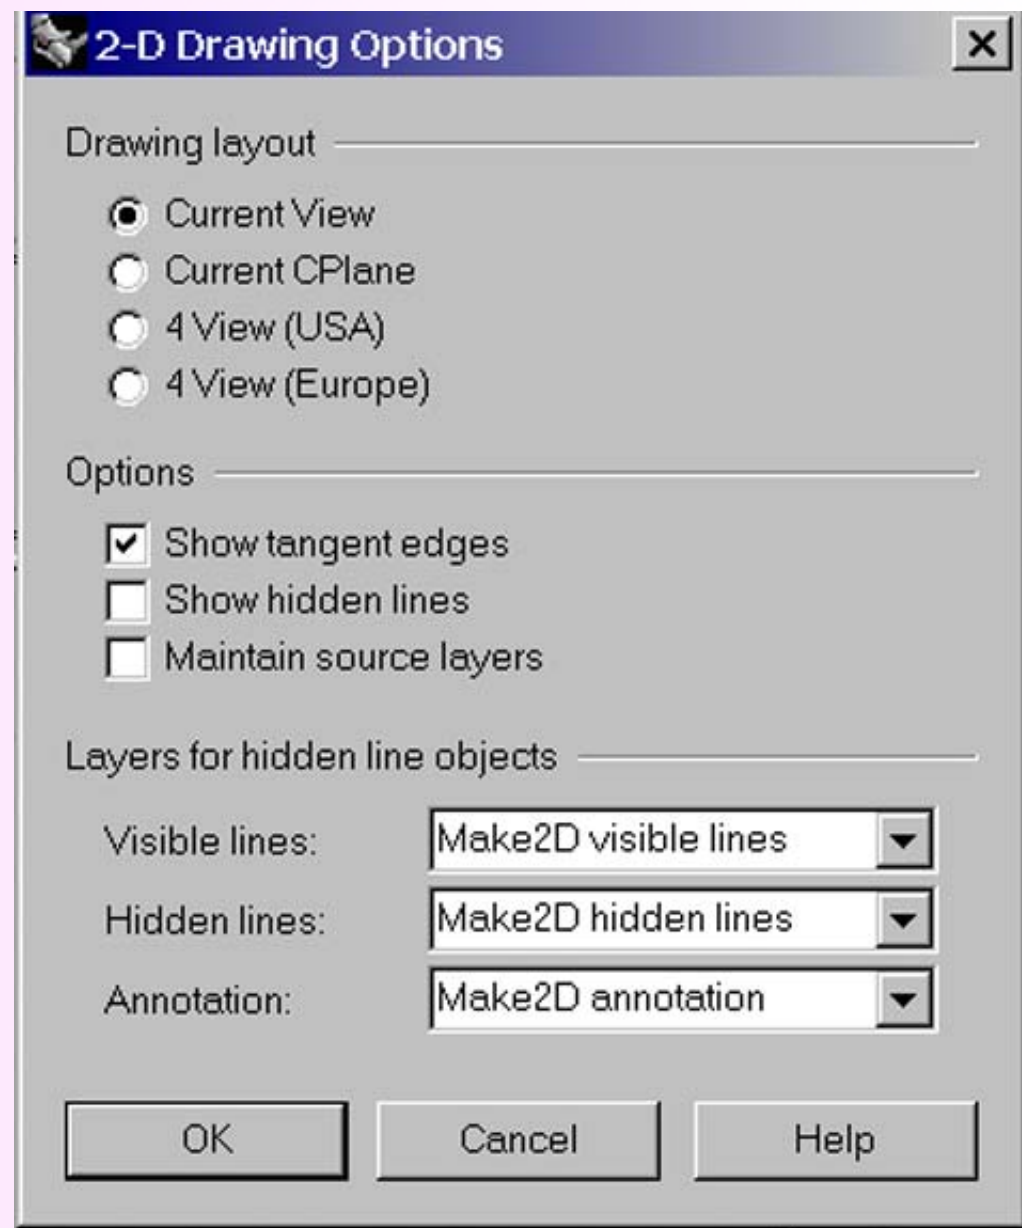 2-D Drawing Options
Drawing layout
Current View
Current CPlane
4 View (USA)
4 View (Europe)
Options
Show tangent edges
Show hidden lines
Maintain source layers
Layers for hidden line objects
Visible lines: Make2D visible lines
Hidden lines: Make2D hidden lines
Annotation: Make2D annotation
OK Cancel Help